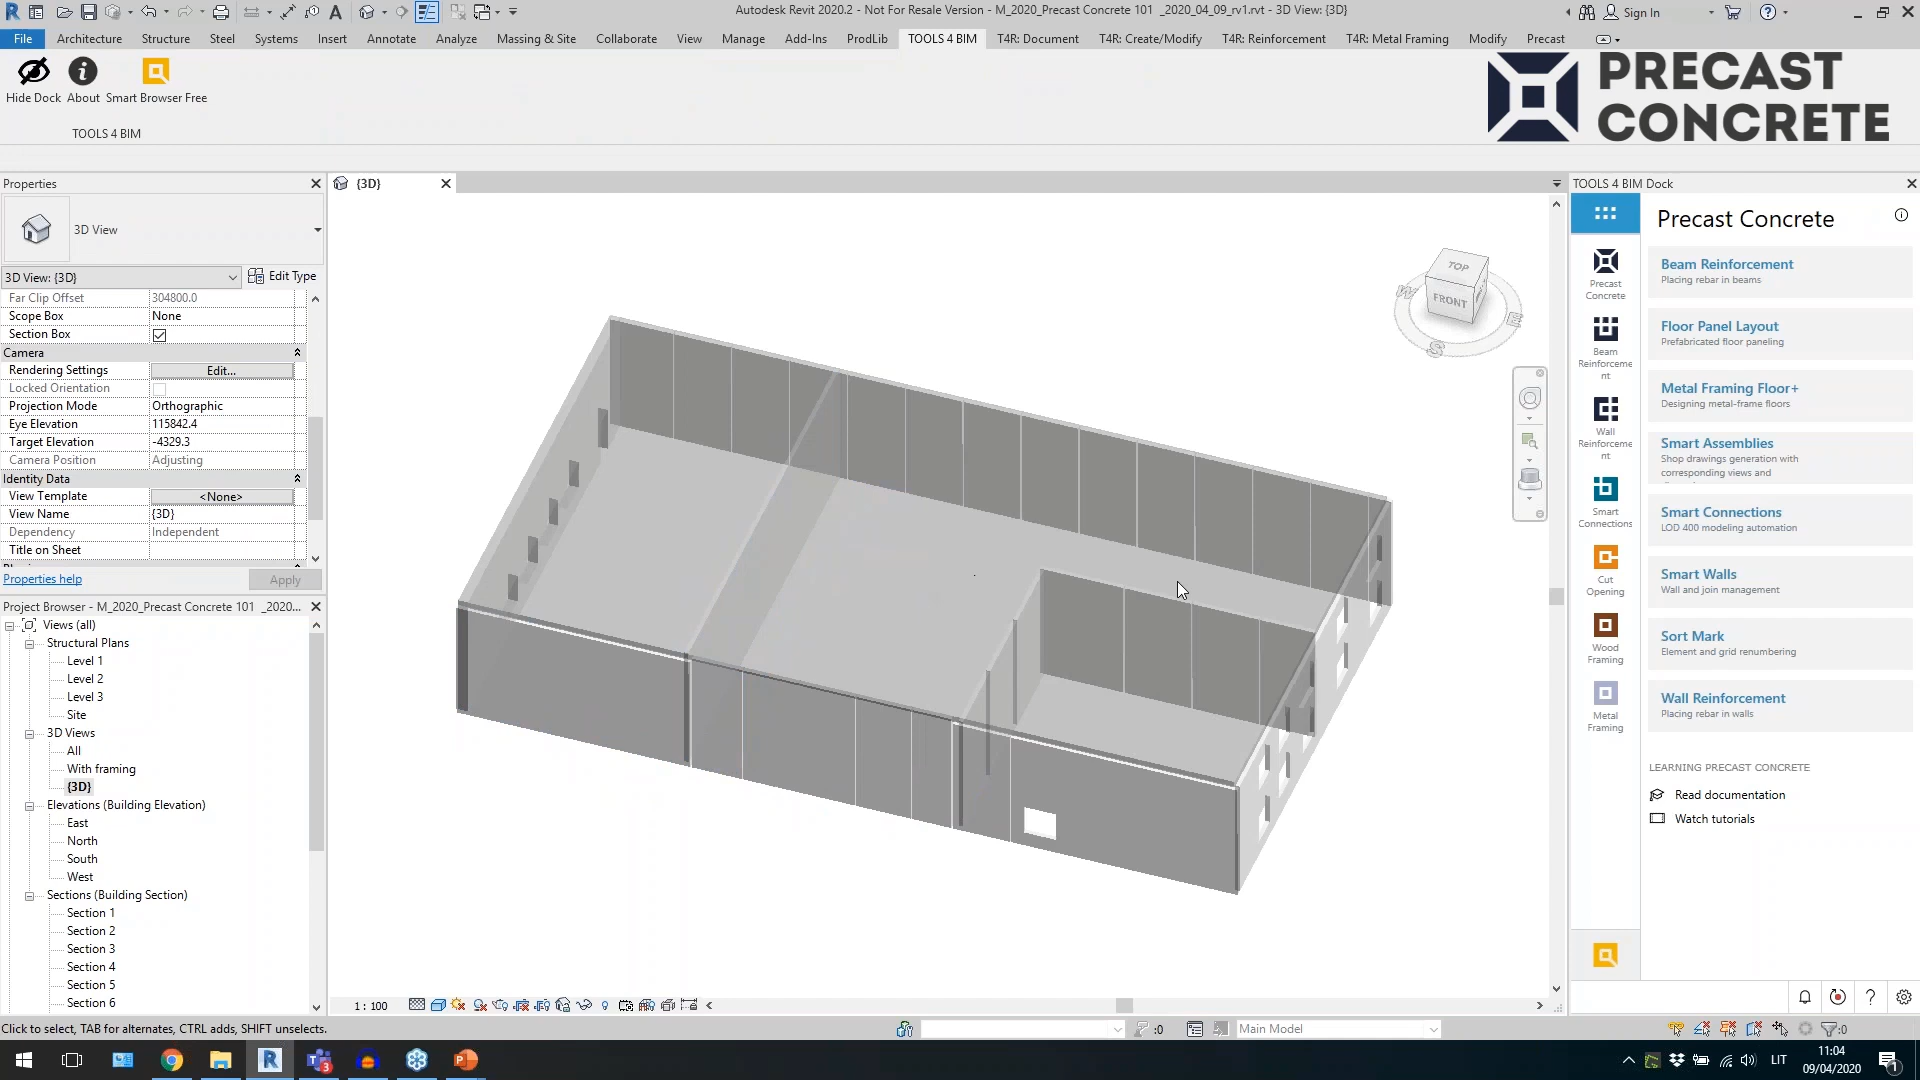 Autodesk Revit 2020.2 - Not For Resale Version - M_2020_Precast Concrete 101 _2020_04_09_rv1.rvt - 3D View: {3D}
Sign In
File Architecture Structure Steel Systems Insert Annotate Analyze Massing & Site Collaborate View Manage Add-Ins ProdLib TOOLS 4 BIM T4R: Document T4R: Create/Modify T4R: Reinforcement T4R: Metal Framing Modify Precast
Hide Dock About Smart Browser Free
TOOLS 4 BIM
PRECAST
CONCRETE
Properties
3D View
3D View: {3D}
Edit Type
Far Clip Offset 304800.0
Scope Box None
Section Box
Camera
Rendering Settings Edit...
Locked Orientation
Projection Mode Orthographic
Eye Elevation 115842.4
Target Elevation -4329.3
Camera Position Adjusting
Identity Data
View Template <None>
View Name {3D}
Dependency Independent
Title on Sheet
Properties help
Apply
Project Browser - M_2020_Precast Concrete 101 _2020...
Views (all)
Structural Plans
Level 1
Level 2
Level 3
Site
3D Views
All
With framing
{3D}
Elevations (Building Elevation)
East
North
South
West
Sections (Building Section)
Section 1
Section 2
Section 3
Section 4
Section 5
Section 6
{3D}
TOP
FRONT
W
S
E
1 : 100
TOOLS 4 BIM Dock
Precast
Concrete
Beam
Reinforceme
nt
Wall
Reinforceme
nt
Smart
Connections
Cut
Opening
Wood
Framing
Metal
Framing
Precast Concrete
Beam Reinforcement
Placing rebar in beams
Floor Panel Layout
Prefabricated floor paneling
Metal Framing Floor+
Designing metal-frame floors
Smart Assemblies
Shop drawings generation with
corresponding views and
Smart Connections
LOD 400 modeling automation
Smart Walls
Wall and join management
Sort Mark
Element and grid renumbering
Wall Reinforcement
Placing rebar in walls
LEARNING PRECAST CONCRETE
Read documentation
Watch tutorials
Click to select, TAB for alternates, CTRL adds, SHIFT unselects.
:0
Main Model
:0
3
LIT
11:04
09/04/2020
1